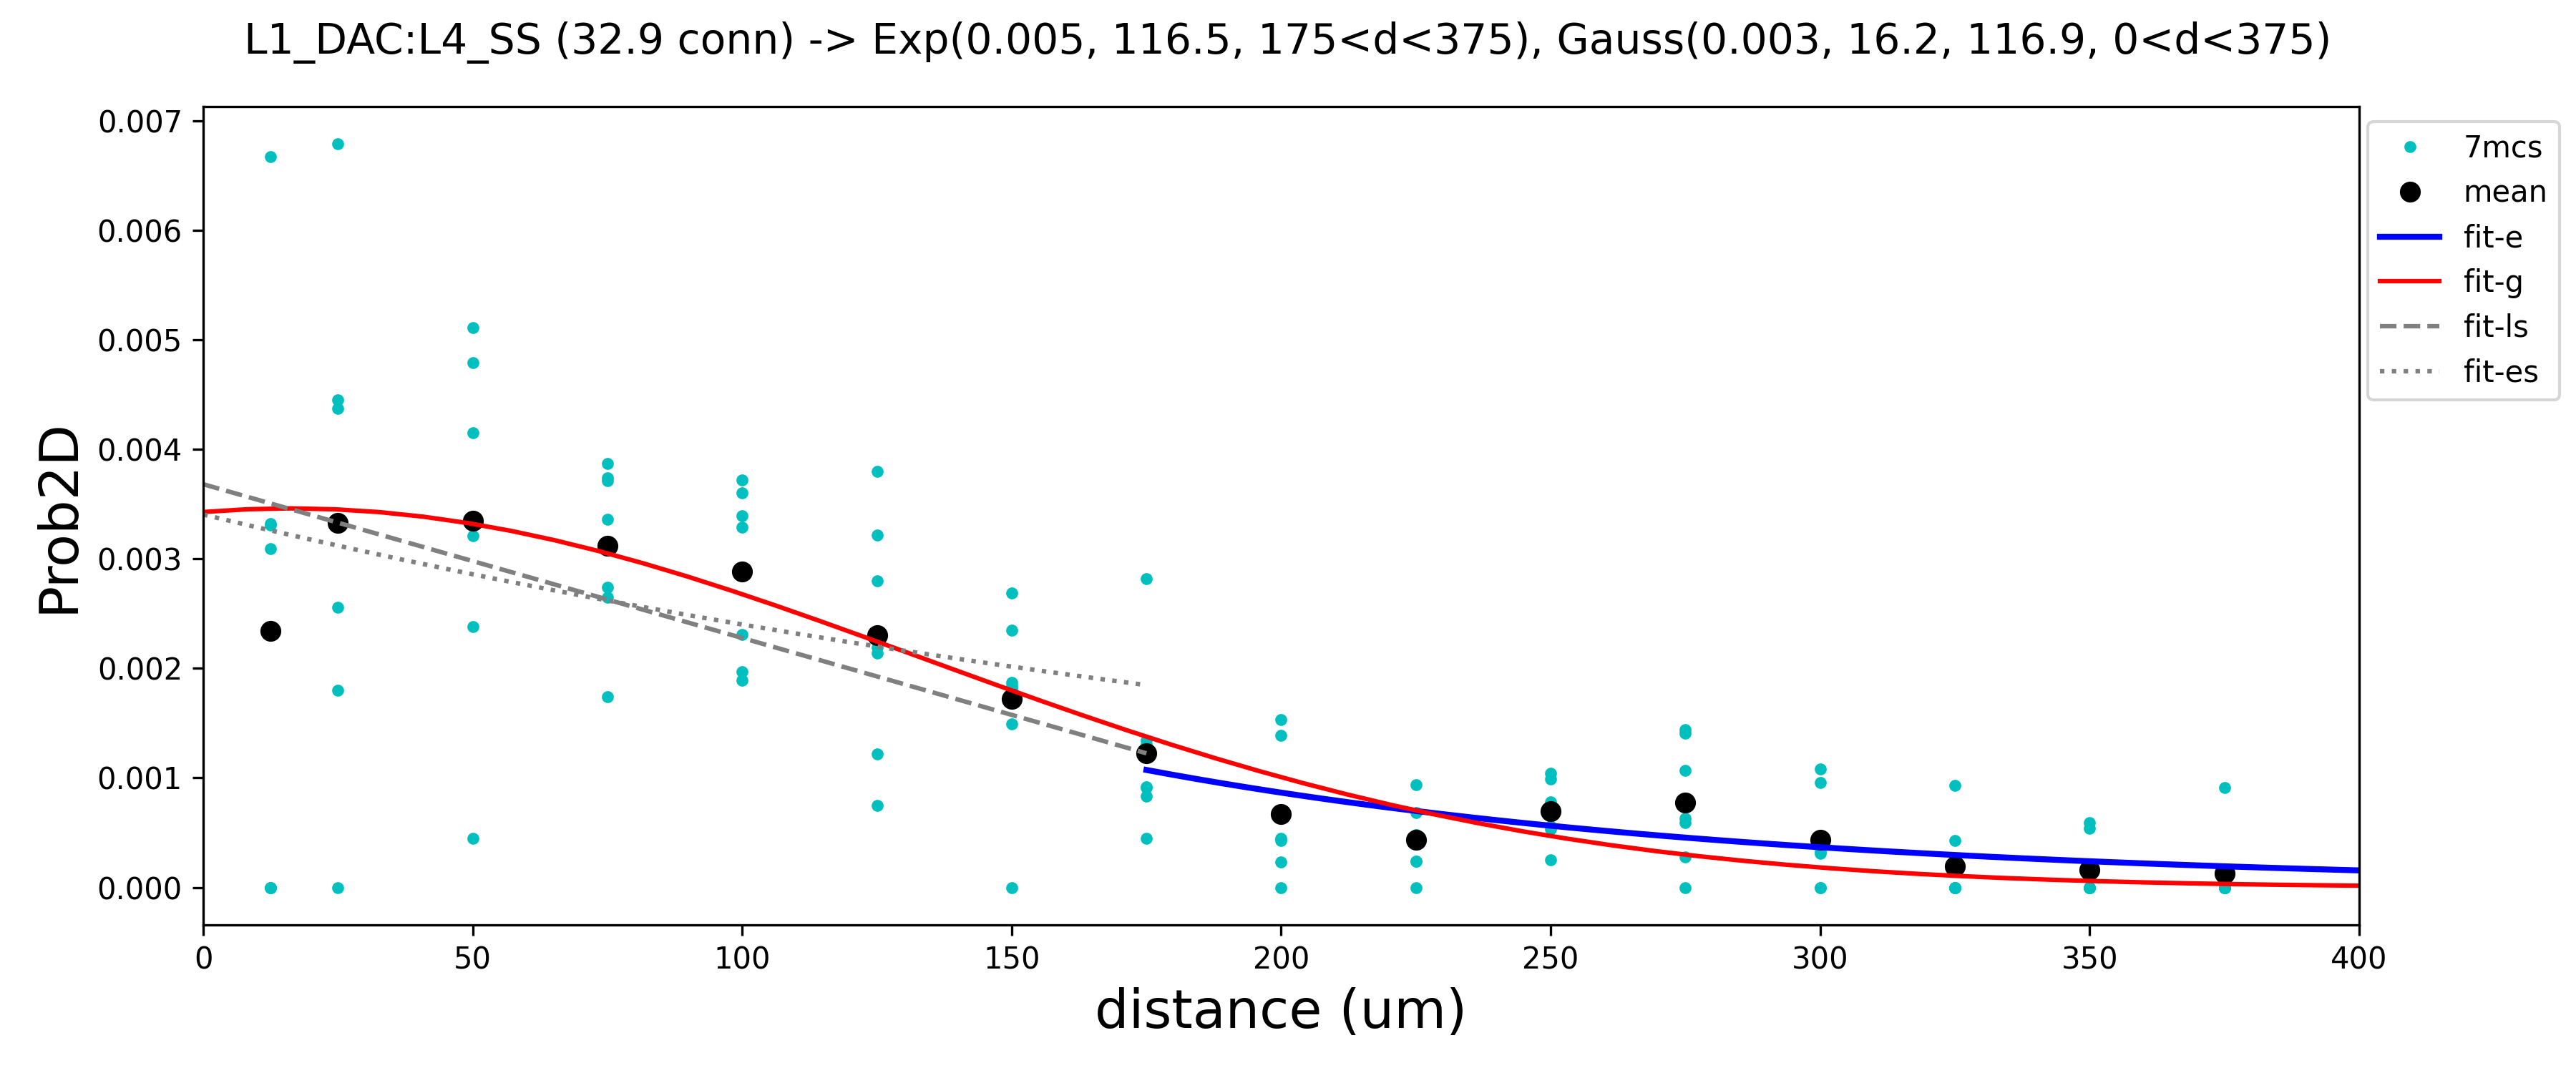 L1_DAC:L4_SS (32.9 conn) -> Exp(0.005, 116.5, 175<d<375), Gauss(0.003, 16.2, 116.9, 0<d<375)
0.007
0.006
0.005
0.004
0.003
0.002
0.001
0.000
Prob2D
0 50 100 150 200 250 300 350 400
distance (um)
7mcs
mean
fit-e
fit-g
fit-ls
fit-es